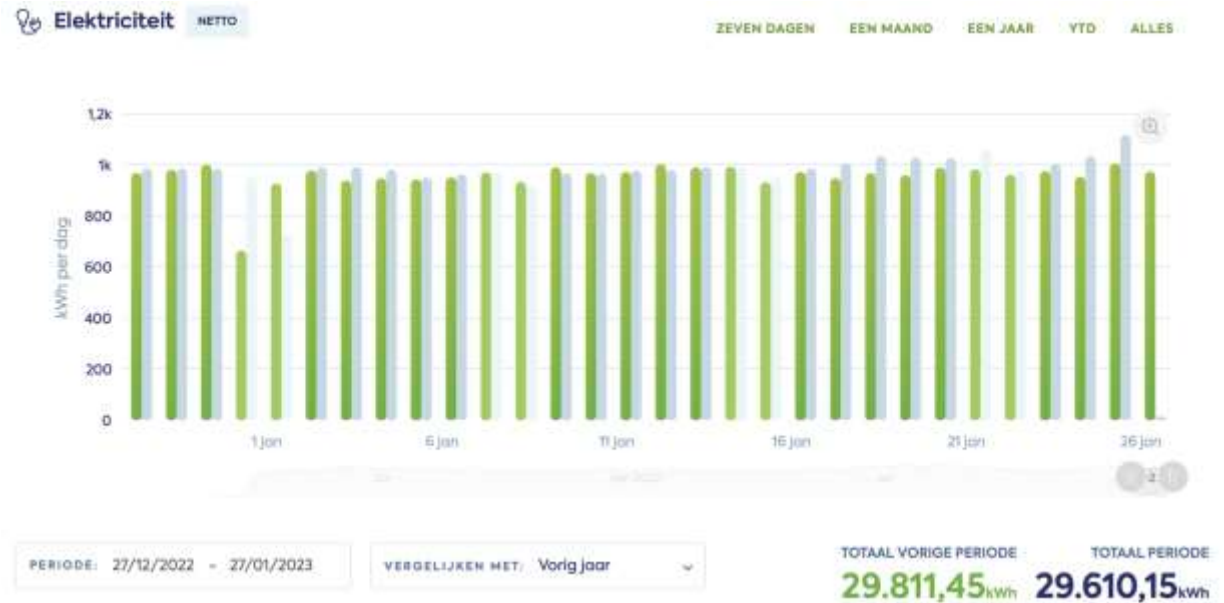 Elektriciteit NETTO
ZEVEN DAGEN EEN MAAND EEN JAAR YTD ALLES
1,2k
1k
800
600
400
200
0
kWh per dag
1 jan 6 jan 11 jan 16 jan 21 jan 26 jan
PERIODE: 27/12/2022 - 27/01/2023
VERGELIJKEN MET: Vorig jaar
TOTAAL VORIGE PERIODE TOTAAL PERIODE
29.811,45kWh 29.610,15kWh